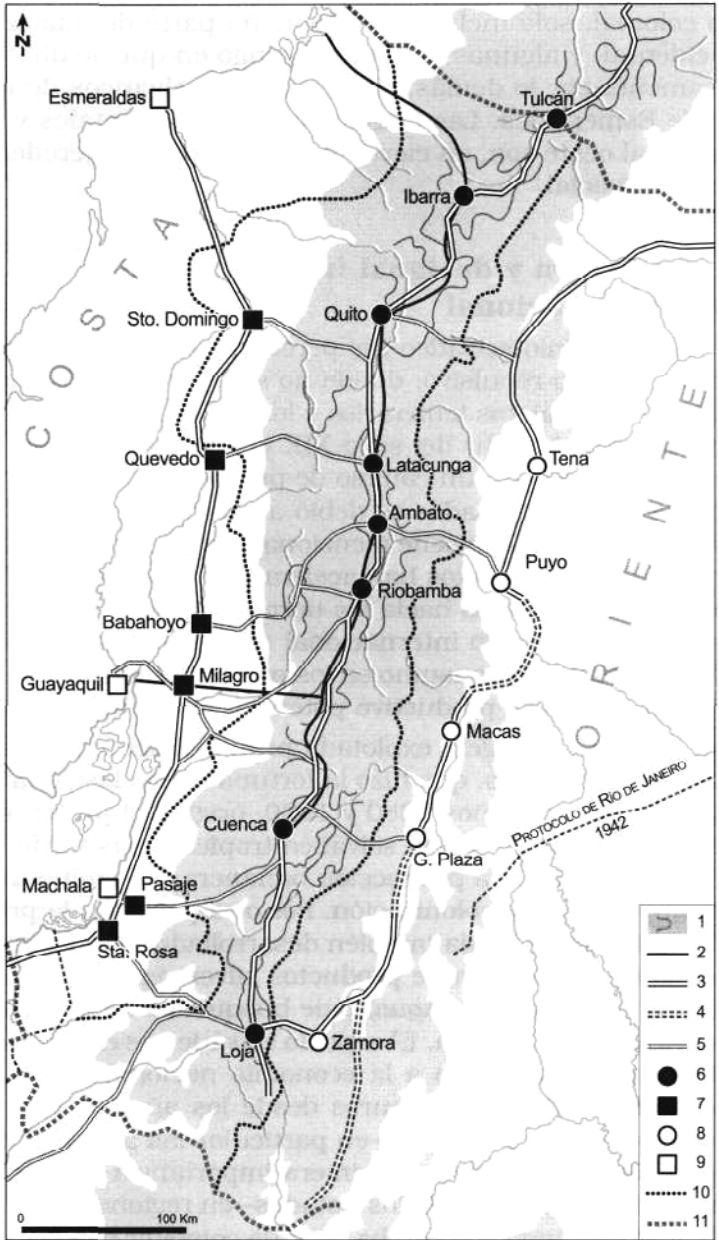 N
Esmeraldas
Tulcán
Ibarra
COSTA
Sto. Domingo
Quito
Quevedo
Latacunga
Tena
Ambato
ORIENTE
Puyo
Riobamba
Babahoyo
Guayaquil
Milagro
Macas
PROTOCOLO DE RÍO DE JANEIRO
1942
Cuenca
G. Plaza
Machala
Pasaje
Sta. Rosa
Loja
Zamora
1
2
3
4
5
6
7
8
9
10
11
0 100 Km